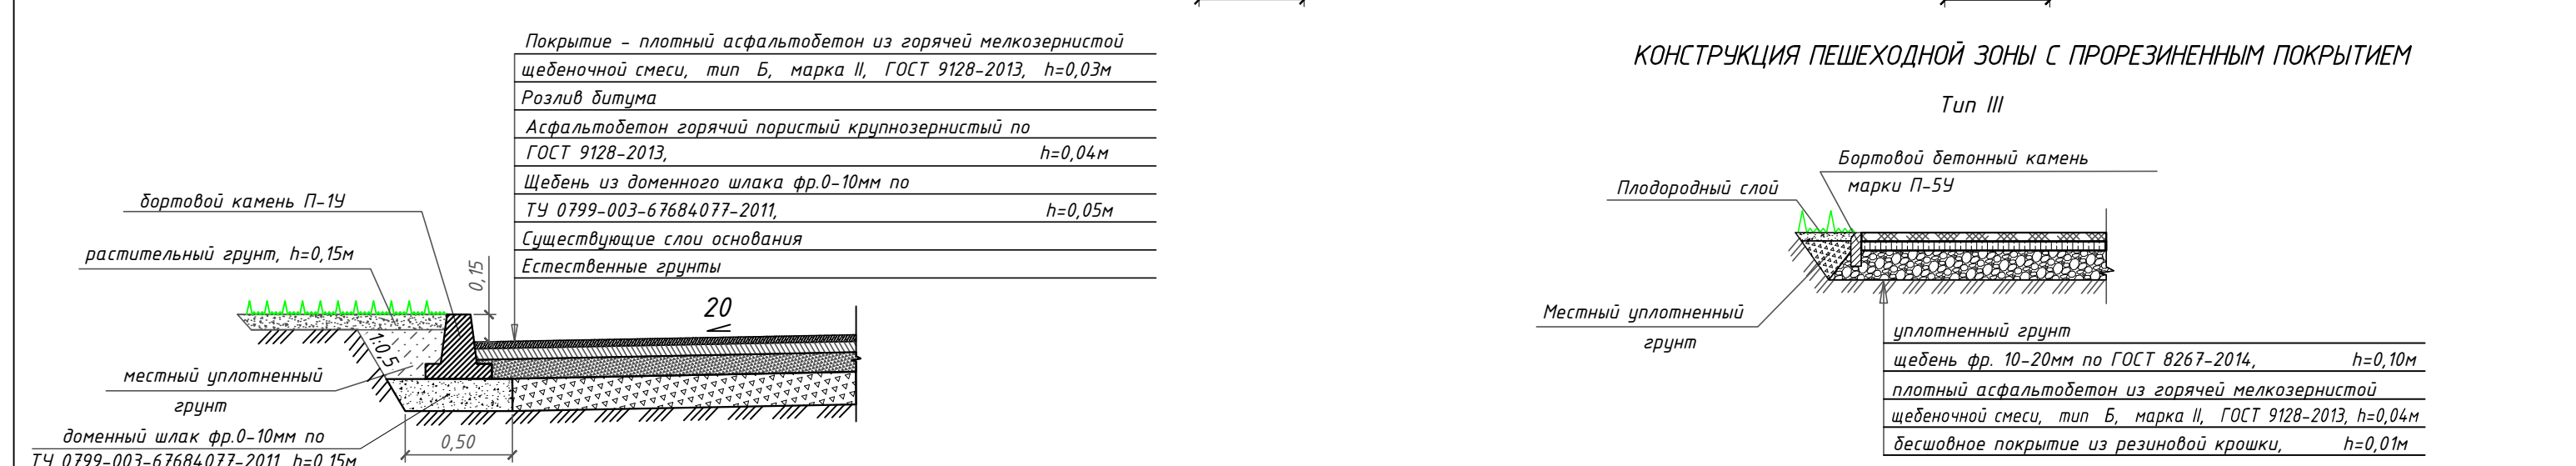 Покрытие - плотный асфальтобетон из горячей мелкозернистой
щебеночной смеси, тип Б, марка II, ГОСТ 9128-2013, h=0,03м
Розлив битума
Асфальтобетон горячий пористый крупнозернистый по
ГОСТ 9128-2013, h=0,04м
Щебень из доменного шлака фр.0-10мм по
ТУ 0799-003-67684077-2011, h=0,05м
Существующие слои основания
Естественные грунты
бортовой камень П-1У
растительный грунт, h=0,15м
0,15
20
1:0,5
местный уплотненный
грунт
доменный шлак фр.0-10мм по
ТУ 0799-003-67684077-2011, h=0,15м
0,50
КОНСТРУКЦИЯ ПЕШЕХОДНОЙ ЗОНЫ С ПРОРЕЗИНЕННЫМ ПОКРЫТИЕМ
Тип III
Бортовой бетонный камень
марки П-5У
Плодородный слой
Местный уплотненный
грунт
уплотненный грунт
щебень фр. 10-20мм по ГОСТ 8267-2014, h=0,10м
плотный асфальтобетон из горячей мелкозернистой
щебеночной смеси, тип Б, марка II, ГОСТ 9128-2013, h=0,04м
бесшовное покрытие из резиновой крошки, h=0,01м